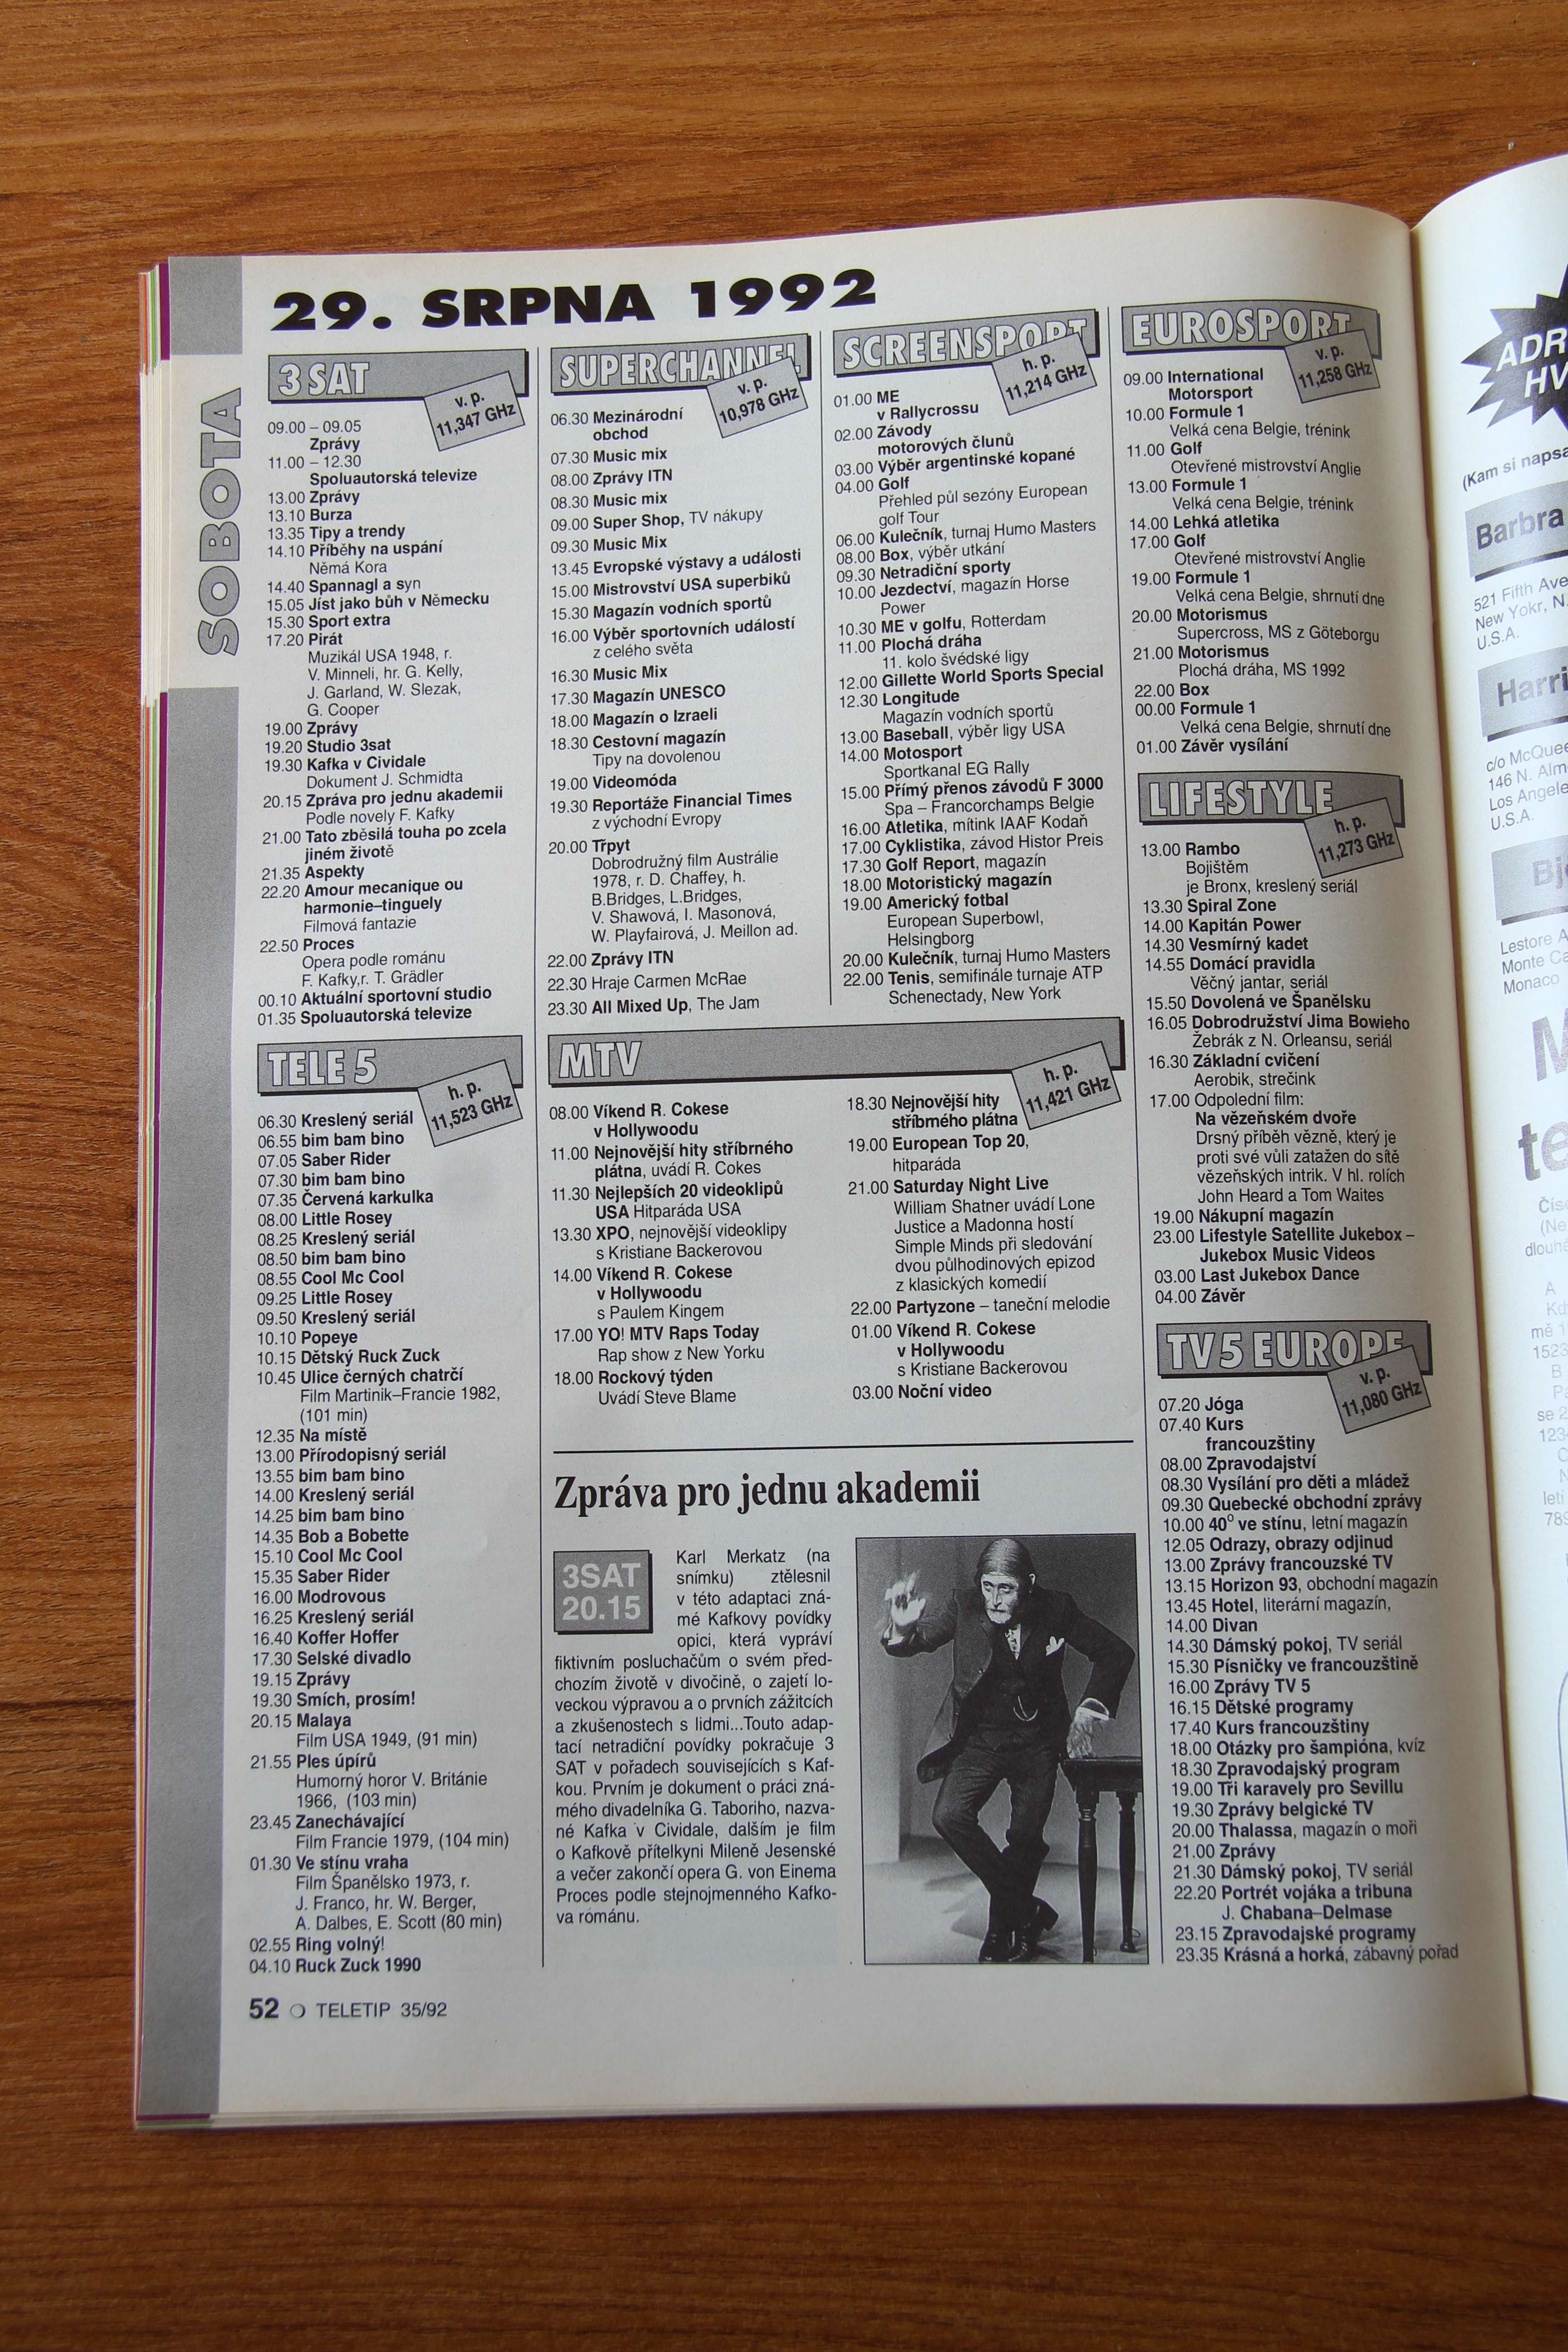 29. SRPNA 1992
SOBOTA
3 SAT
v. p.
11,347 GHz
09.00 – 09.05
Zprávy
11.00 – 12.30
Spoluautorská televize
13.00 Zprávy
13.10 Burza
13.35 Tipy a trendy
14.10 Příběhy na uspání
Němá Kora
14.40 Spannagl a syn
15.05 Jíst jako bůh v Německu
15.30 Sport extra
17.20 Pirát
Muzikál USA 1948, r.
V. Minneli, hr. G. Kelly,
J. Garland, W. Slezak,
G. Cooper
19.00 Zprávy
19.20 Studio 3sat
19.30 Kafka v Cividale
Dokument J. Schmidta
20.15 Zpráva pro jednu akademii
Podle novely F. Kafky
21.00 Tato zběsilá touha po zcela
jiném životě
21.35 Aspekty
22.20 Amour mecanique ou
harmonie–tinguely
Filmová fantazie
22.50 Proces
Opera podle románu
F. Kafky,r. T. Grädler
00.10 Aktuální sportovní studio
01.35 Spoluautorská televize
TELE 5
h. p.
11,523 GHz
06.30 Kreslený seriál
06.55 bim bam bino
07.05 Saber Rider
07.30 bim bam bino
07.35 Červená karkulka
08.00 Little Rosey
08.25 Kreslený seriál
08.50 bim bam bino
08.55 Cool Mc Cool
09.25 Little Rosey
09.50 Kreslený seriál
10.10 Popeye
10.15 Dětský Ruck Zuck
10.45 Ulice černých chatrčí
Film Martinik–Francie 1982,
(101 min)
12.35 Na místě
13.00 Přírodopisný seriál
13.55 bim bam bino
14.00 Kreslený seriál
14.25 bim bam bino
14.35 Bob a Bobette
15.10 Cool Mc Cool
15.35 Saber Rider
16.00 Modrovous
16.25 Kreslený seriál
16.40 Koffer Hoffer
17.30 Selské divadlo
19.15 Zprávy
19.30 Smích, prosím!
20.15 Malaya
Film USA 1949, (91 min)
21.55 Ples úpírů
Humorný horor V. Británie
1966, (103 min)
23.45 Zanechávající
Film Francie 1979, (104 min)
01.30 Ve stínu vraha
Film Španělsko 1973, r.
J. Franco, hr. W. Berger,
A. Dalbes, E. Scott (80 min)
02.55 Ring volný!
04.10 Ruck Zuck 1990
SUPERCHANNEL
v. p.
10,978 GHz
06.30 Mezinárodní
obchod
07.30 Music mix
08.00 Zprávy ITN
08.30 Music mix
09.00 Super Shop, TV nákupy
09.30 Music Mix
13.45 Evropské výstavy a události
15.00 Mistrovství USA superbiků
15.30 Magazín vodních sportů
16.00 Výběr sportovních událostí
z celého světa
16.30 Music Mix
17.30 Magazín UNESCO
18.00 Magazín o Izraeli
18.30 Cestovní magazín
Tipy na dovolenou
19.00 Videomóda
19.30 Reportáže Financial Times
z východní Evropy
20.00 Třpyt
Dobrodružný film Austrálie
1978, r. D. Chaffey, h.
B.Bridges, L.Bridges,
V. Shawová, I. Masonová,
W. Playfairová, J. Meillon ad.
22.00 Zprávy ITN
22.30 Hraje Carmen McRae
23.30 All Mixed Up, The Jam
SCREENSPORT
h. p.
11,214 GHz
01.00 ME
v Rallycrossu
02.00 Závody
motorových člunů
03.00 Výběr argentinské kopané
04.00 Golf
Přehled půl sezóny European
golf Tour
06.00 Kulečník, turnaj Humo Masters
08.00 Box, výběr utkání
09.30 Netradiční sporty
10.00 Jezdectví, magazín Horse
Power
10.30 ME v golfu, Rotterdam
11.00 Plochá dráha
11. kolo švédské ligy
12.00 Gillette World Sports Special
12.30 Longitude
Magazín vodních sportů
13.00 Baseball, výběr ligy USA
14.00 Motosport
Sportkanal EG Rally
15.00 Přímý přenos závodů F 3000
Spa – Francorchamps Belgie
16.00 Atletika, mítink IAAF Kodaň
17.00 Cyklistika, závod Histor Preis
17.30 Golf Report, magazín
18.00 Motoristický magazín
19.00 Americký fotbal
European Superbowl,
Helsingborg
20.00 Kulečník, turnaj Humo Masters
22.00 Tenis, semifinále turnaje ATP
Schenectady, New York
MTV
h. p.
11,421 GHz
08.00 Víkend R. Cokese
v Hollywoodu
11.00 Nejnovější hity stříbrného
plátna, uvádí R. Cokes
11.30 Nejlepších 20 videoklipů
USA Hitparáda USA
13.30 XPO, nejnovější videoklipy
s Kristiane Backerovou
14.00 Víkend R. Cokese
v Hollywoodu
s Paulem Kingem
17.00 YO! MTV Raps Today
Rap show z New Yorku
18.00 Rockový týden
Uvádí Steve Blame
18.30 Nejnovější hity
stříbrného plátna
19.00 European Top 20,
hitparáda
21.00 Saturday Night Live
William Shatner uvádí Lone
Justice a Madonna hostí
Simple Minds při sledování
dvou půlhodinových epizod
z klasických komedií
22.00 Partyzone – taneční melodie
01.00 Víkend R. Cokese
v Hollywoodu
s Kristiane Backerovou
03.00 Noční video
Zpráva pro jednu akademii
3SAT
20.15
Karl Merkatz (na
snímku) ztělesnil
v této adaptaci zná-
mé Kafkovy povídky
opici, která vypráví
fiktivním posluchačům o svém před-
chozím životě v divočině, o zajetí lo-
veckou výpravou a o prvních zážitcích
a zkušenostech s lidmi...Touto adap-
tací netradiční povídky pokračuje 3
SAT v pořadech souvisejících s Kaf-
kou. Prvním je dokument o práci zná-
mého divadelníka G. Taboriho, nazva-
né Kafka v Cividale, dalším je film
o Kafkově přítelkyni Mileně Jesenské
a večer zakončí opera G. von Einema
Proces podle stejnojmenného Kafko-
va románu.
EUROSPORT
v. p.
11,258 GHz
09.00 International
Motorsport
10.00 Formule 1
Velká cena Belgie, trénink
11.00 Golf
Otevřené mistrovství Anglie
13.00 Formule 1
Velká cena Belgie, trénink
14.00 Lehká atletika
17.00 Golf
Otevřené mistrovství Anglie
19.00 Formule 1
Velká cena Belgie, shrnutí dne
20.00 Motorismus
Supercross, MS z Göteborgu
21.00 Motorismus
Plochá dráha, MS 1992
22.00 Box
00.00 Formule 1
Velká cena Belgie, shrnutí dne
01.00 Závěr vysílání
LIFESTYLE
h. p.
11,273 GHz
13.00 Rambo
Bojištěm
je Bronx, kreslený seriál
13.30 Spiral Zone
14.00 Kapitán Power
14.30 Vesmírný kadet
14.55 Domácí pravidla
Věčný jantar, seriál
15.50 Dovolená ve Španělsku
16.05 Dobrodružství Jima Bowieho
Žebrák z N. Orleansu, seriál
16.30 Základní cvičení
Aerobik, strečink
17.00 Odpolední film:
Na vězeňském dvoře
Drsný příběh vězně, který je
proti své vůli zatažen do sítě
vězeňských intrik. V hl. rolích
John Heard a Tom Waites
19.00 Nákupní magazín
23.00 Lifestyle Satellite Jukebox –
Jukebox Music Videos
03.00 Last Jukebox Dance
04.00 Závěr
TV5 EUROPE
v. p.
11,080 GHz
07.20 Jóga
07.40 Kurs
francouzštiny
08.00 Zpravodajství
08.30 Vysílání pro děti a mládež
09.30 Quebecké obchodní zprávy
10.00 40° ve stínu, letní magazín
12.05 Odrazy, obrazy odjinud
13.00 Zprávy francouzské TV
13.15 Horizon 93, obchodní magazín
13.45 Hotel, literární magazín,
14.00 Divan
14.30 Dámský pokoj, TV seriál
15.30 Písničky ve francouzštině
16.00 Zprávy TV 5
16.15 Dětské programy
17.40 Kurs francouzštiny
18.00 Otázky pro šampióna, kvíz
18.30 Zpravodajský program
19.00 Tři karavely pro Sevillu
19.30 Zprávy belgické TV
20.00 Thalassa, magazín o moři
21.00 Zprávy
21.30 Dámský pokoj, TV seriál
22.20 Portrét vojáka a tribuna
J. Chabana–Delmase
23.15 Zpravodajské programy
23.35 Krásná a horká, zábavný pořad
52 ❍ TELETIP 35/92
ADR
HV
(Kam si napsa
Barbra
521 Fifth Ave
New Yokr, N.
U.S.A.
Harri
c/o McQuee
146 N. Alm
Los Angele
U.S.A.
Bj
Lestore A
Monte Ca
Monaco
M
te
Čís
(Ne
dlouhé
A
Kd
mě 1
1523
B